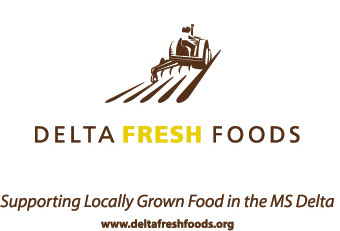 DELTA FRESH FOODS
Supporting Locally Grown Food in the MS Delta
www.deltafreshfoods.org